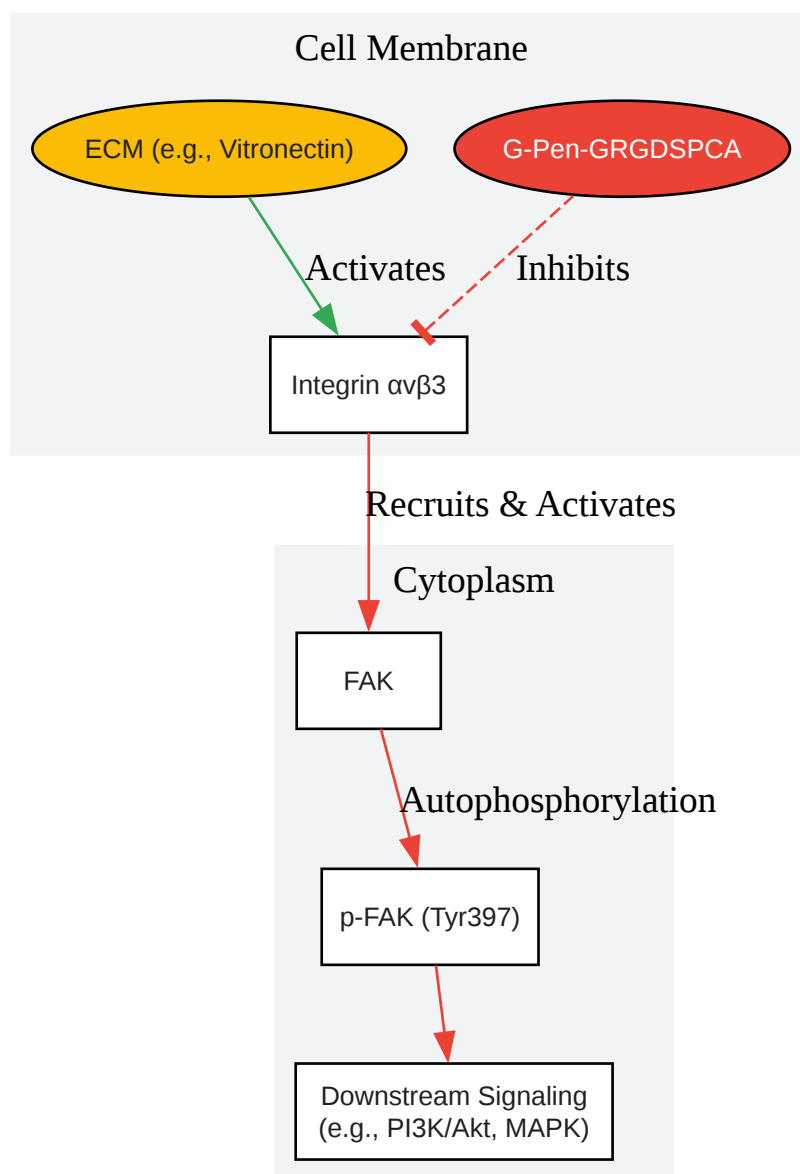 Cell Membrane
ECM (e.g., Vitronectin)
G-Pen-GRGDSPCA
Activates
Inhibits
Integrin αvβ3
Recruits & Activates
Cytoplasm
FAK
Autophosphorylation
p-FAK (Tyr397)
Downstream Signaling
(e.g., PI3K/Akt, MAPK)